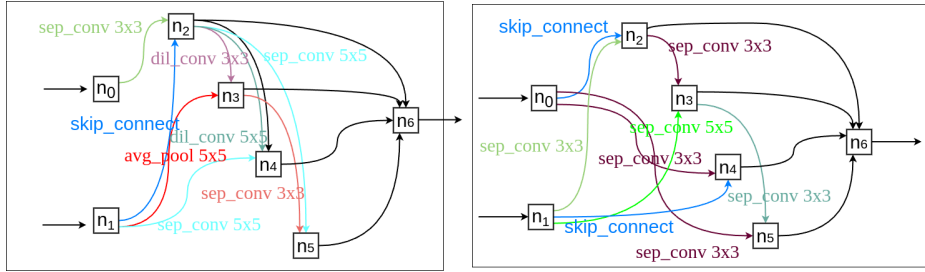 sep_conv 3x3
n2
dil_conv 3x3
sep_conv 5x5
n0
n3
skip_connect
n6
dil_conv 5x5
avg_pool 5x5
n4
sep_conv 3x3
n1
sep_conv 5x5
n5
skip_connect
n2
sep_conv 3x3
n0
n3
sep_conv 5x5
sep_conv 3x3
n6
sep_conv 3x3
n4
sep_conv 3x3
n1
skip_connect
n5
sep_conv 3x3